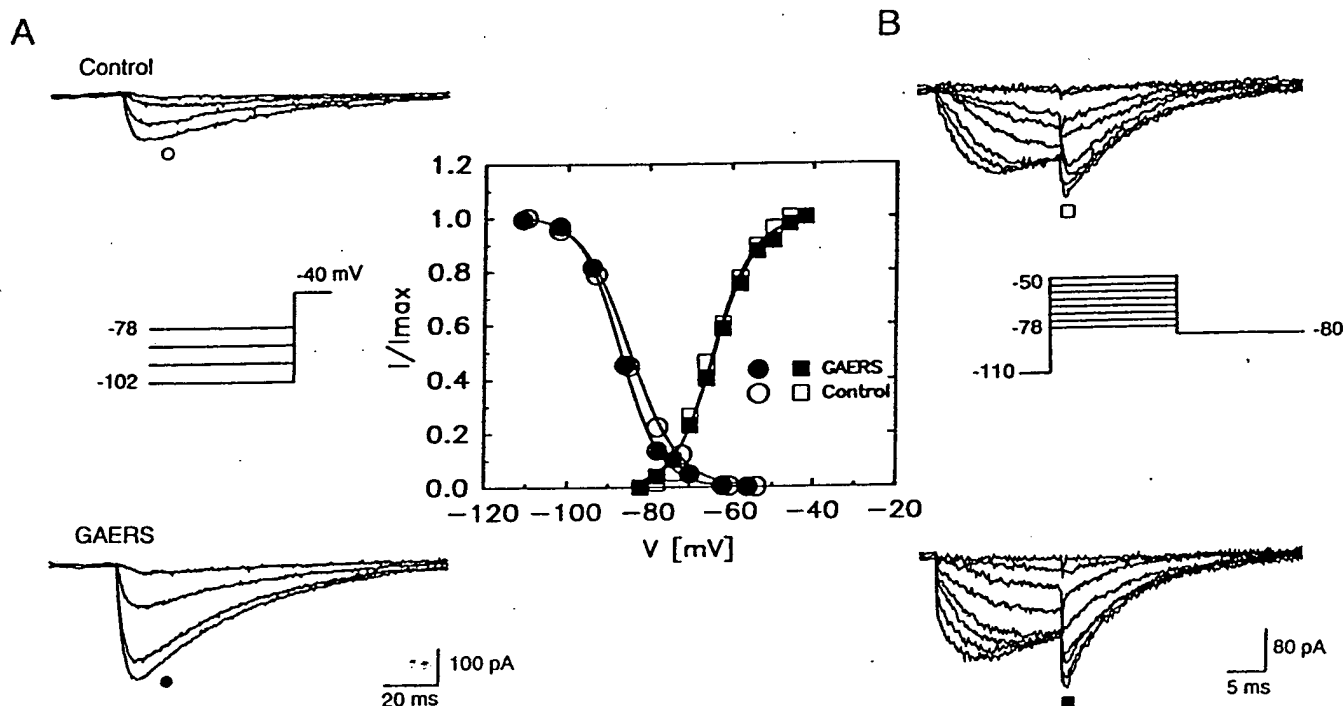 A
Control
-40 mV
-78
-102
GAERS
100 pA
20 ms
1.2
1.0
0.8
0.6
0.4
0.2
0.0
I/Imax
−120 −100 −80 −60 −40 −20
V [mV]
GAERS
Control
B
-50
-78
-110
-80
80 pA
5 ms